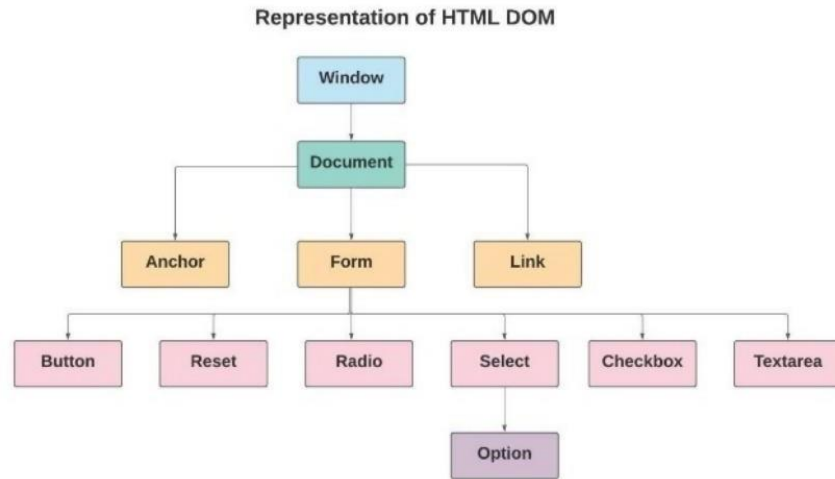 Representation of HTML DOM
Window
Document
Anchor Form Link
Button Reset Radio Select Checkbox Textarea
Option